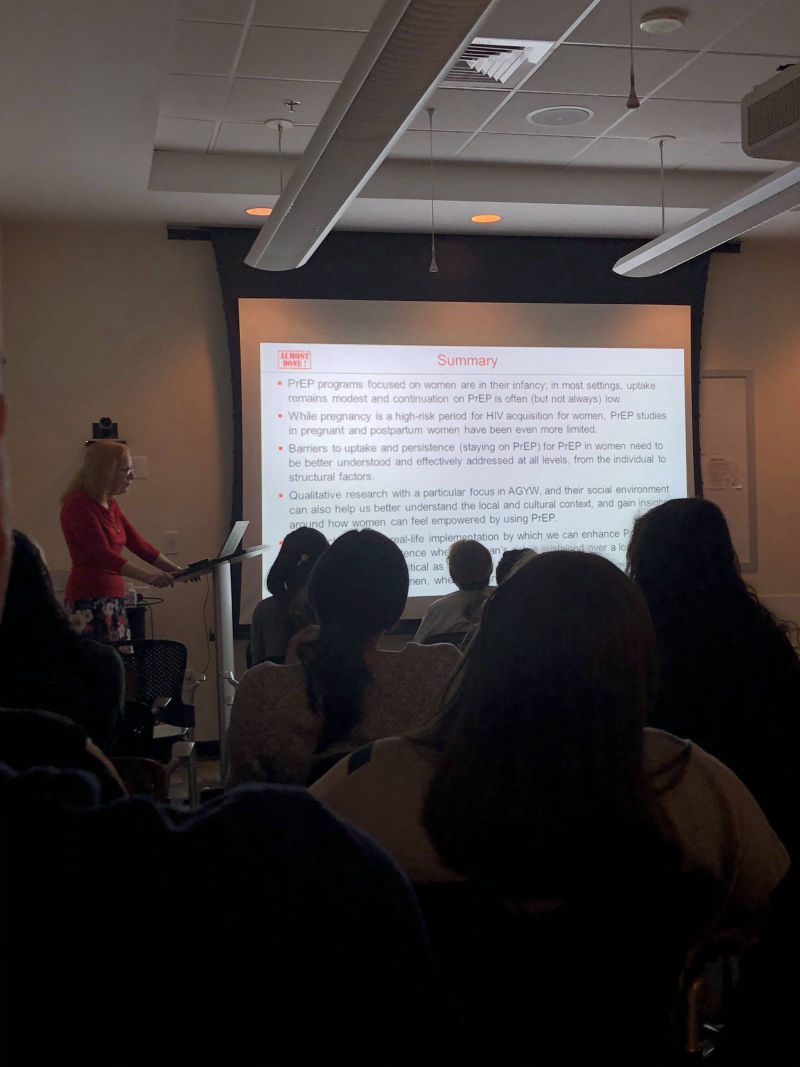 ALMOST
DONE !
Summary
PrEP programs focused on women are in their infancy; in most settings, uptake
remains modest and continuation on PrEP is often (but not always) low.
While pregnancy is a high-risk period for HIV acquisition for women, PrEP studies
in pregnant and postpartum women have been even more limited.
Barriers to uptake and persistence (staying on PrEP) for PrEP in women need to
be better understood and effectively addressed at all levels, from the individual to
structural factors.
Qualitative research with a particular focus in AGYW, and their social environment
can also help us better understand the local and cultural context, and gain insight
around how women can feel empowered by using PrEP.
real-life implementation by which we can enhance
sustained over a
as